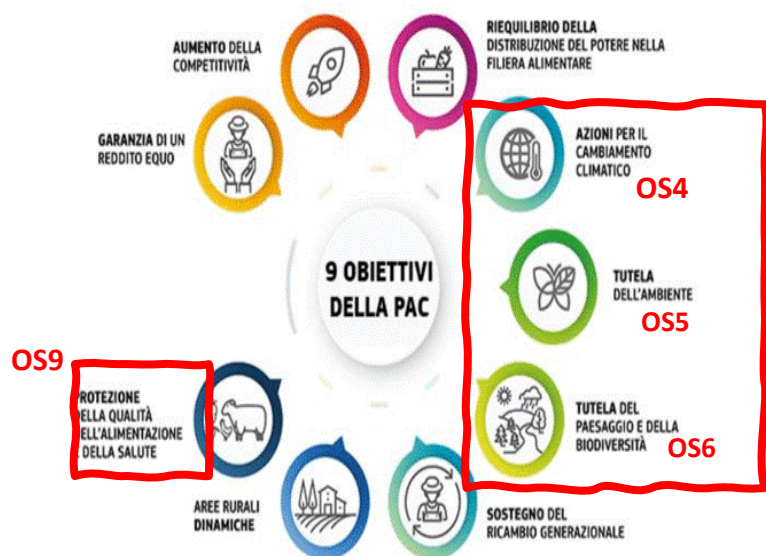 AUMENTO DELLA
COMPETITIVITÀ
RIEQUILIBRIO DELLA
DISTRIBUZIONE DEL POTERE NELLA
FILIERA ALIMENTARE
GARANZIA DI UN
REDDITO EQUO
AZIONI PER IL
CAMBIAMENTO
CLIMATICO
OS4
9 OBIETTIVI
DELLA PAC
TUTELA
DELL'AMBIENTE
OS5
OS9
PROTEZIONE
DELLA QUALITÀ
DELL'ALIMENTAZIONE
E DELLA SALUTE
TUTELA DEL
PAESAGGIO E DELLA
BIODIVERSITÀ
OS6
AREE RURALI
DINAMICHE
SOSTEGNO DEL
RICAMBIO GENERAZIONALE